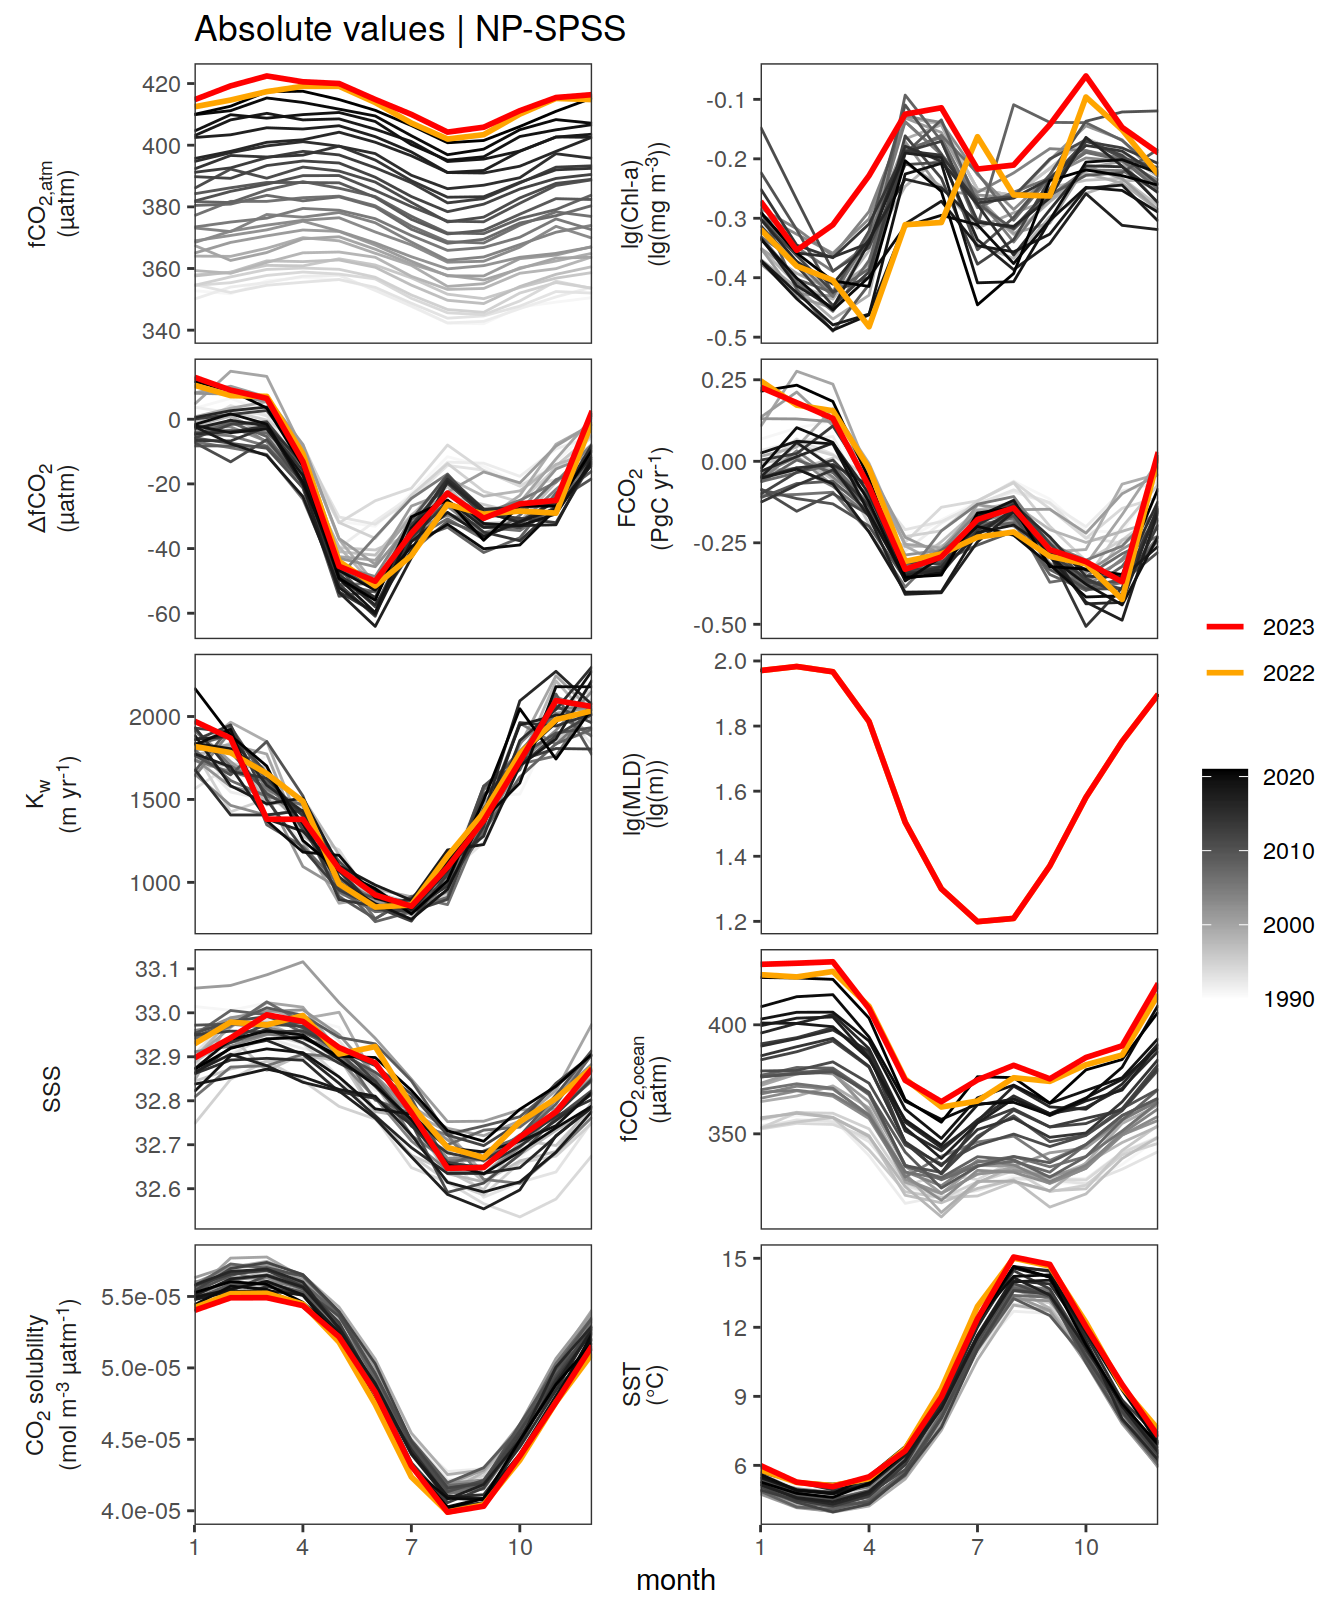 Absolute values | NP-SPSS
fCO2,atm
(µatm)
420
400
380
360
340
lg(Chl-a)
(lg(mg m-3))
-0.1
-0.2
-0.3
-0.4
-0.5
ΔfCO2
(µatm)
0
-20
-40
-60
FCO2
(PgC yr-1)
0.25
0.00
-0.25
-0.50
Kw
(m yr-1)
2000
1500
1000
lg(MLD)
(lg(m))
2.0
1.8
1.6
1.4
1.2
SSS
33.1
33.0
32.9
32.8
32.7
32.6
fCO2,ocean
(µatm)
400
350
CO2 solubility
(mol m-3 µatm-1)
5.5e-05
5.0e-05
4.5e-05
4.0e-05
SST
(°C)
15
12
9
6
1 4 7 10
1 4 7 10
month
2023
2022
2020
2010
2000
1990